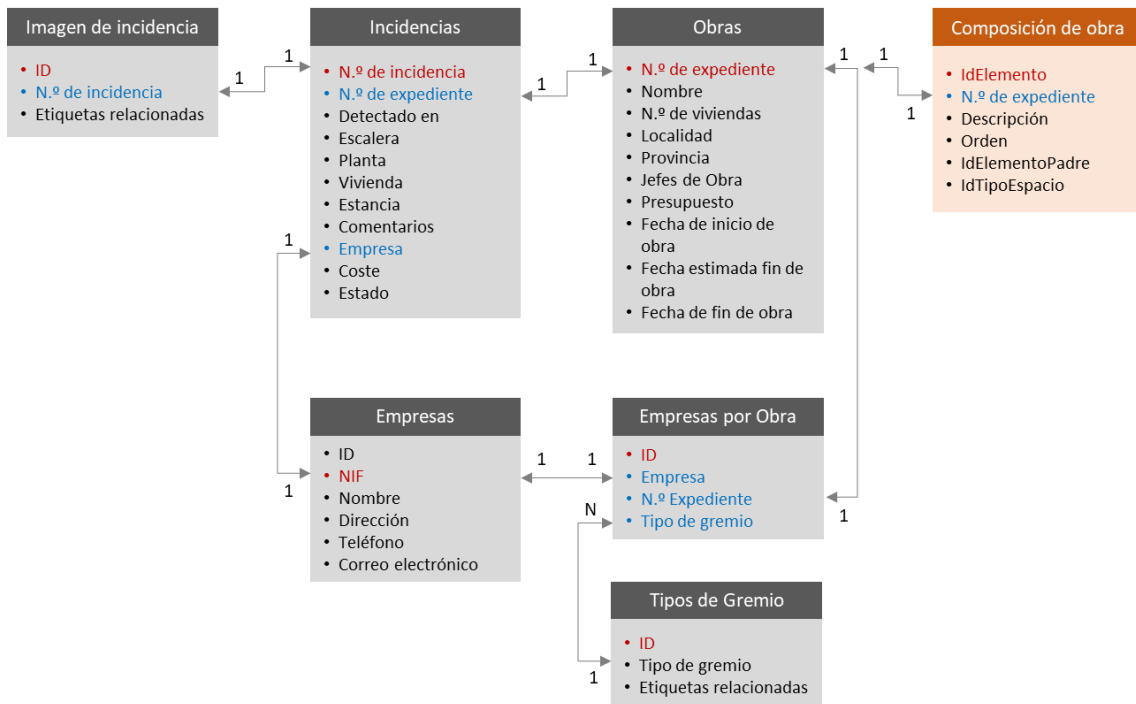 Imagen de incidencia
• ID
• N.º de incidencia
• Etiquetas relacionadas
1
1
Incidencias
• N.º de incidencia
• N.º de expediente
• Detectado en
• Escalera
• Planta
• Vivienda
• Estancia
• Comentarios
• Empresa
• Coste
• Estado
1
1
Obras
• N.º de expediente
• Nombre
• N.º de viviendas
• Localidad
• Provincia
• Jefes de Obra
• Presupuesto
• Fecha de inicio de
obra
• Fecha estimada fin de
obra
• Fecha de fin de obra
1
1
1
Composición de obra
• IdElemento
• N.º de expediente
• Descripción
• Orden
• IdElementoPadre
• IdTipoEspacio
1
1
Empresas
• ID
• NIF
• Nombre
• Dirección
• Teléfono
• Correo electrónico
1
1
Empresas por Obra
• ID
• Empresa
• N.º Expediente
• Tipo de gremio
1
N
1
Tipos de Gremio
• ID
• Tipo de gremio
• Etiquetas relacionadas